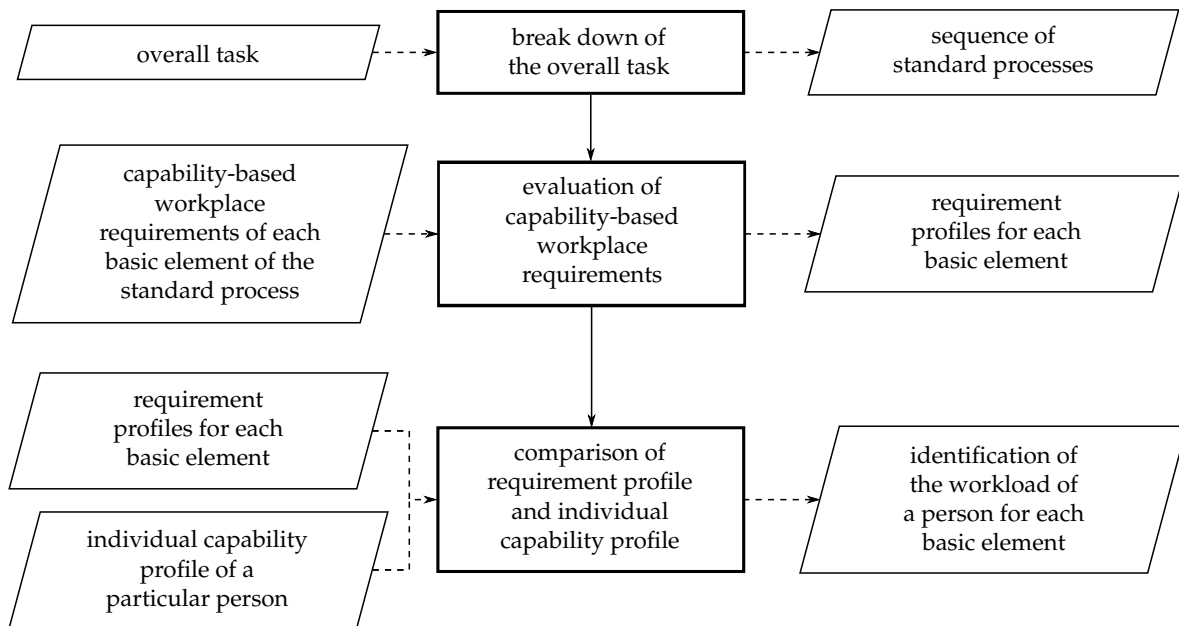 overall task
break down of
the overall task
sequence of
standard processes
capability-based
workplace
requirements of each
basic element of the
standard process
evaluation of
capability-based
workplace
requirements
requirement
profiles for each
basic element
requirement
profiles for each
basic element
individual capability
profile of a
particular person
comparison of
requirement profile
and individual
capability profile
identification of
the workload of
a person for each
basic element